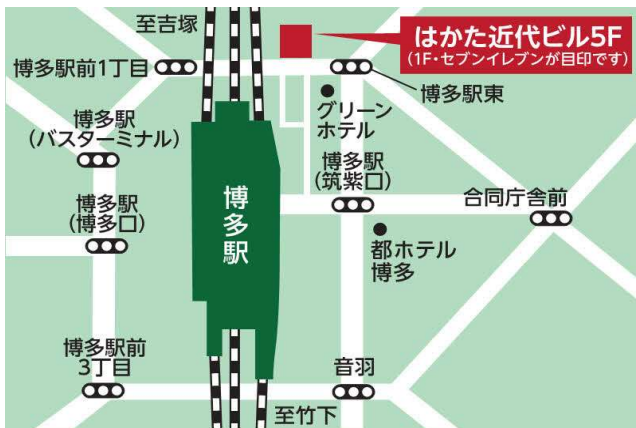 至吉塚
はかた近代ビル5F
(1F・セブンイレブンが目印です)
博多駅前1丁目
博多駅東
グリーン
ホテル
博多駅
(バスターミナル)
博多駅
(筑紫口)
合同庁舎前
博多駅
(博多口)
博多駅
都ホテル
博多
博多駅前
3丁目
音羽
至竹下